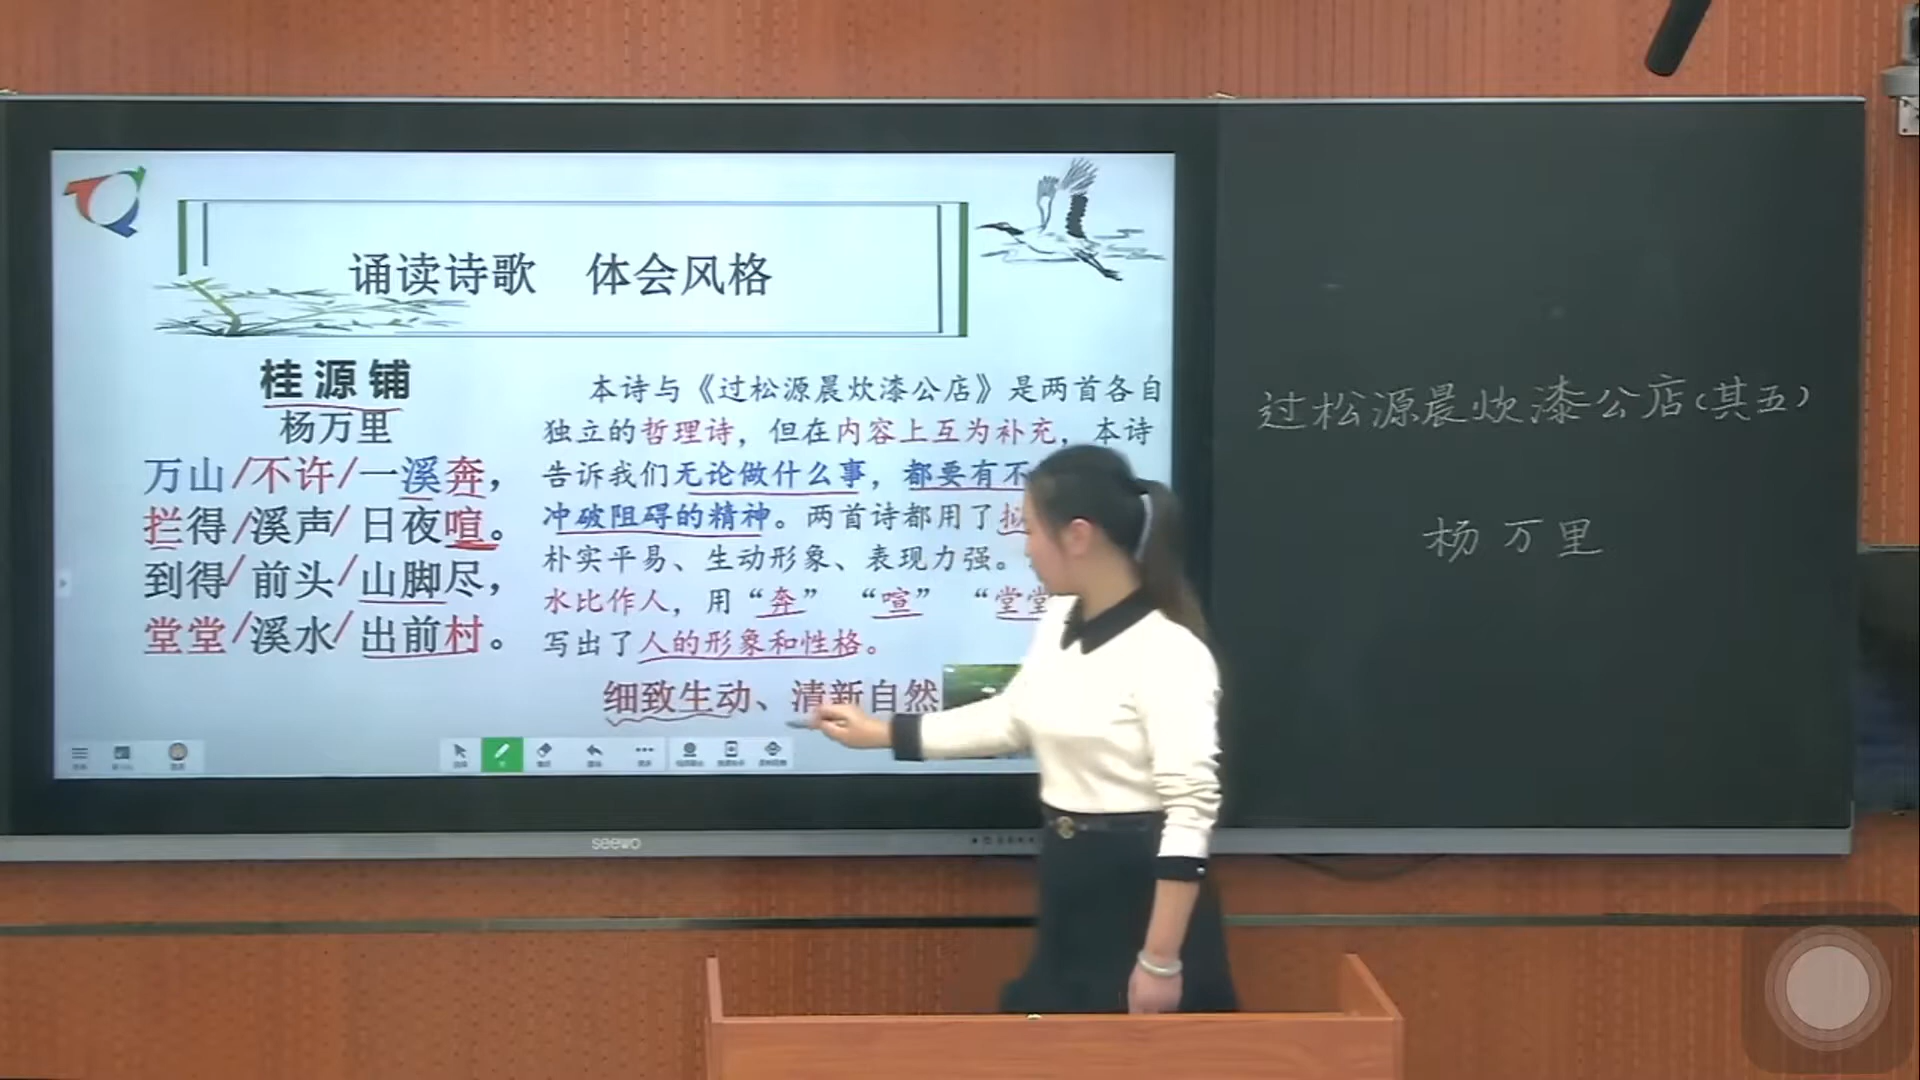 诵读诗歌 体会风格
桂源铺
杨万里
万山/不许/一溪奔，
拦得/溪声/日夜喧。
到得/前头/山脚尽，
堂堂/溪水/出前村。
本诗与《过松源晨炊漆公店》是两首各自
独立的哲理诗，但在内容上互为补充，本诗
告诉我们无论做什么事，都要有不
冲破阻碍的精神。两首诗都用了拟
朴实平易、生动形象、表现力强。
水比作人，用“奔” “喧” “堂堂
写出了人的形象和性格。
细致生动、清新自然
seewo
过松源晨炊漆公店(其五)
杨万里